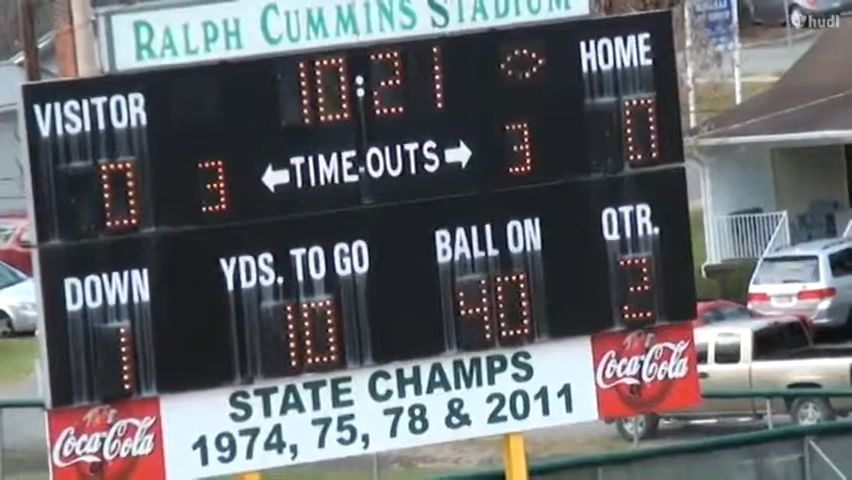 hudl
RALPH CUMMINS STADIUM
10:21
VISITOR
HOME
0
3
TIME-OUTS
3
0
DOWN
YDS. TO GO
BALL ON
QTR.
1
10
40
2
STATE CHAMPS
1974, 75, 78 & 2011
Coca-Cola
Coca-Cola